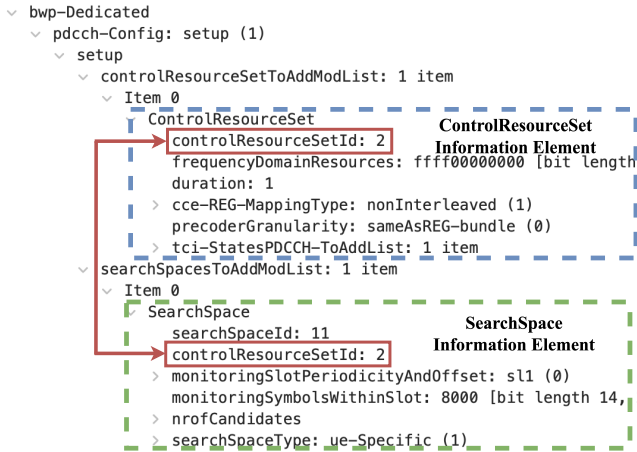 bwp-Dedicated
pdcch-Config: setup (1)
setup
controlResourceSetToAddModList: 1 item
Item 0
ControlResourceSet
ControlResourceSet
Information Element
controlResourceSetId: 2
frequencyDomainResources: ffff00000000 [bit length
duration: 1
cce-REG-MappingType: nonInterleaved (1)
precoderGranularity: sameAsREG-bundle (0)
tci-StatesPDCCH-ToAddList: 1 item
searchSpacesToAddModList: 1 item
Item 0
SearchSpace
SearchSpace
Information Element
searchSpaceId: 11
controlResourceSetId: 2
monitoringSlotPeriodicityAndOffset: sl1 (0)
monitoringSymbolsWithinSlot: 8000 [bit length 14,
nrofCandidates
searchSpaceType: ue-Specific (1)